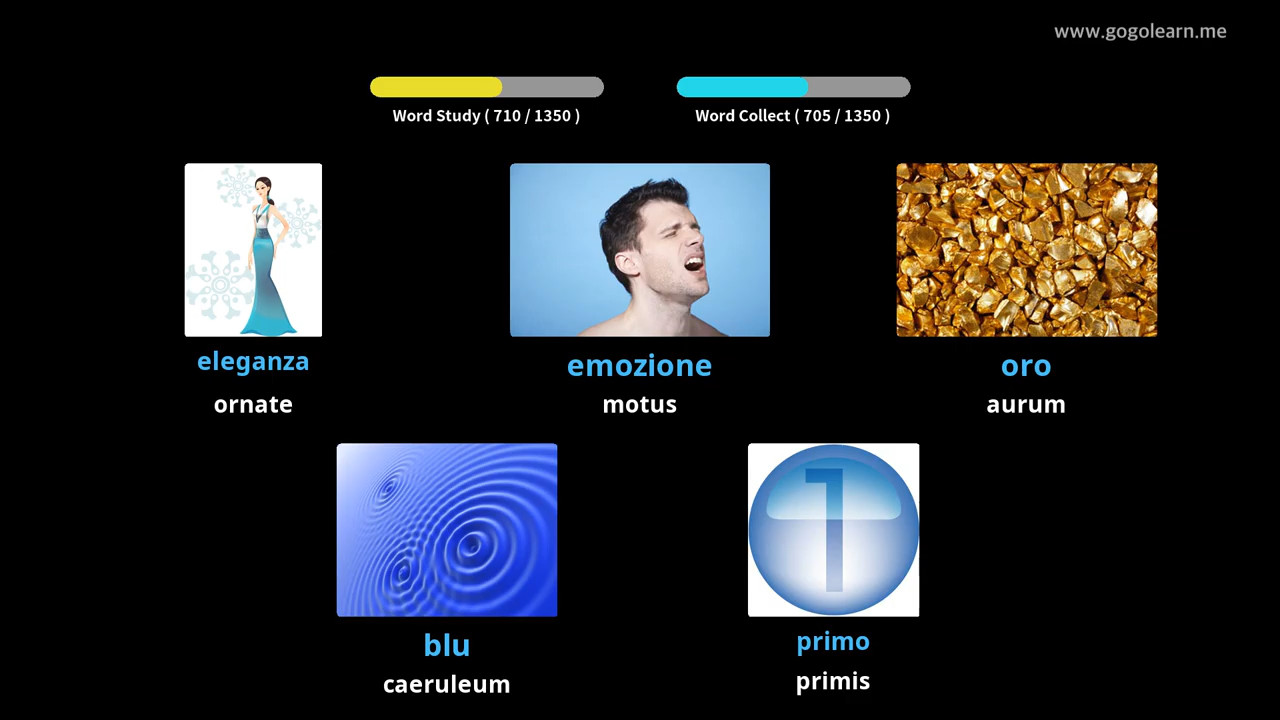 www.gogolearn.me
Word Study ( 710 / 1350 )
Word Collect ( 705 / 1350 )
eleganza
ornate
emozione
motus
oro
aurum
1
blu
caeruleum
primo
primis